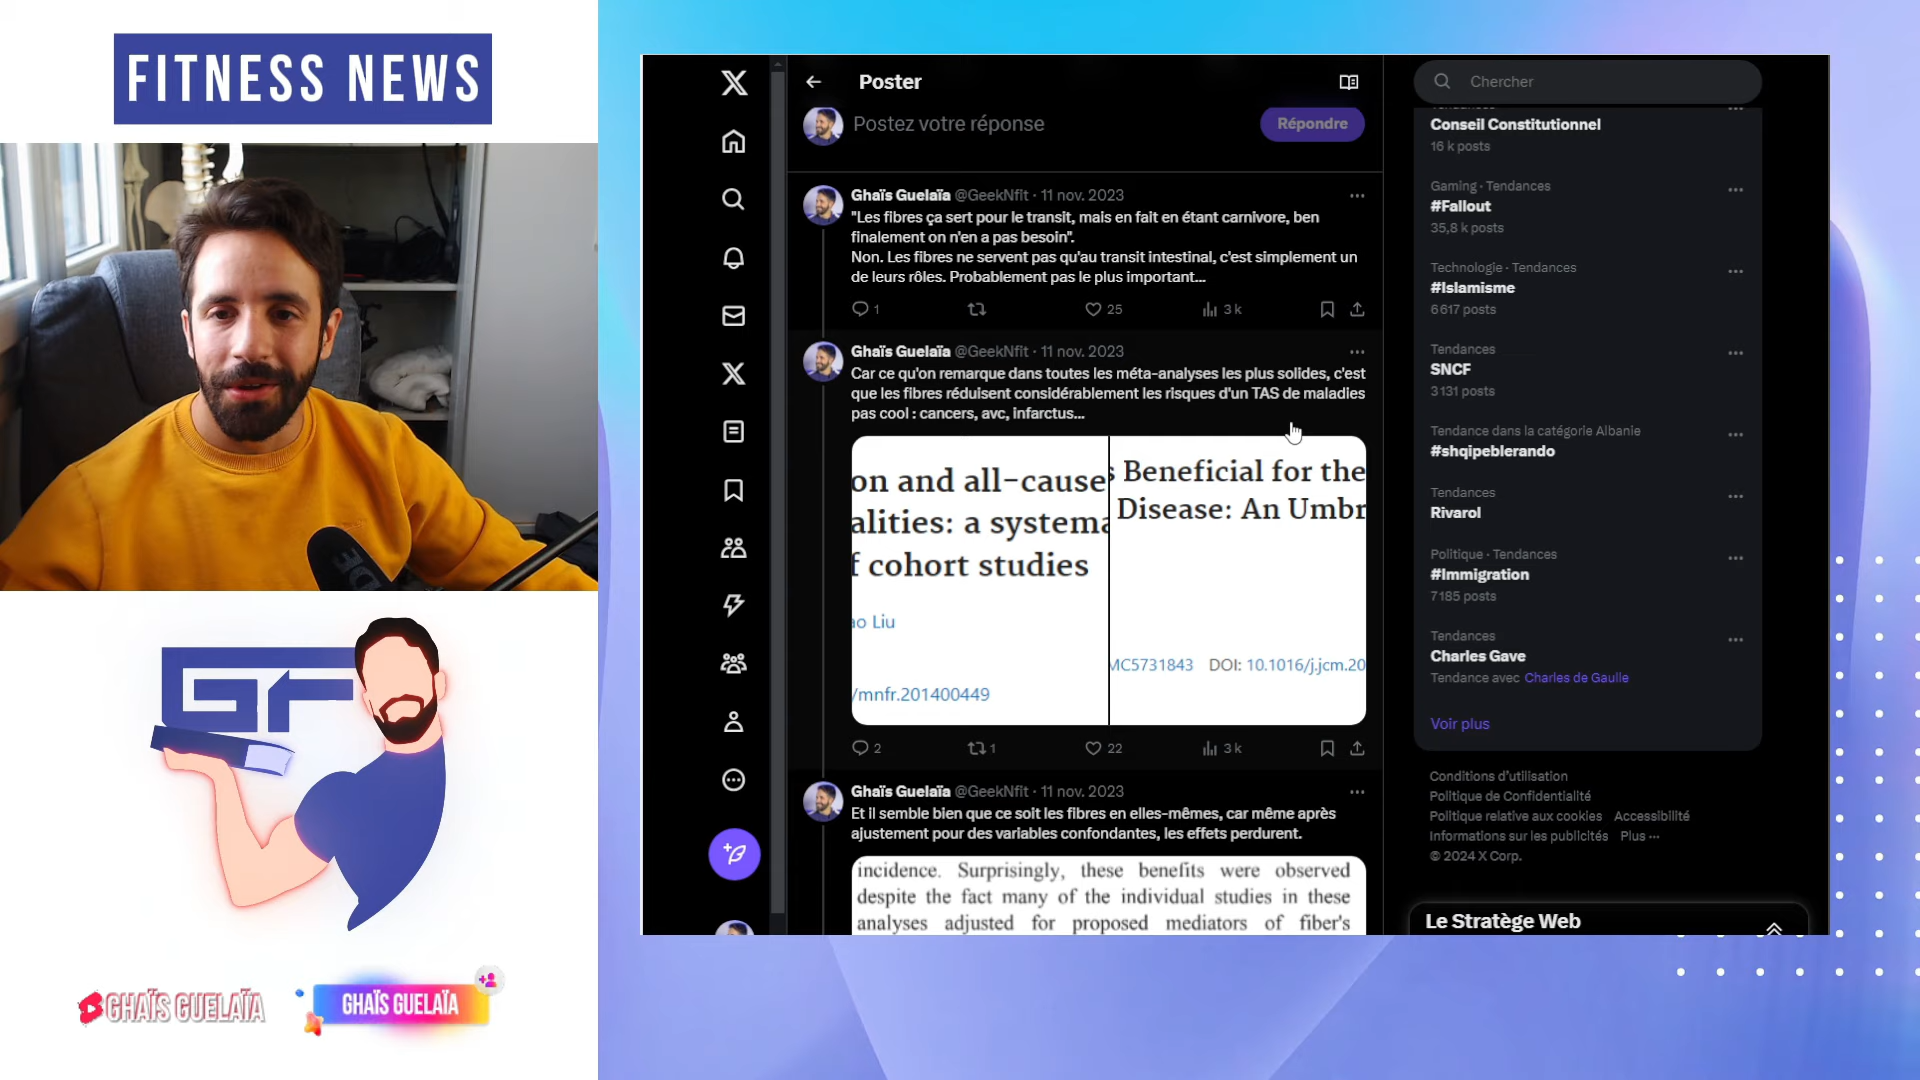 FITNESS NEWS
GF
GHAÏS GUELAÏA
GHAÏS GUELAÏA
Poster
Postez votre réponse
Répondre
Ghaïs Guelaïa @GeekNfit · 11 nov. 2023
"Les fibres ça sert pour le transit, mais en fait en étant carnivore, ben
finalement on n'en a pas besoin".
Non. Les fibres ne servent pas qu'au transit intestinal, c'est simplement un
de leurs rôles. Probablement pas le plus important...
1
25
3 k
Ghaïs Guelaïa @GeekNfit · 11 nov. 2023
Car ce qu'on remarque dans toutes les méta-analyses les plus solides, c'est
que les fibres réduisent considérablement les risques d'un TAS de maladies
pas cool : cancers, avc, infarctus...
on and all-cause
alities: a systema
f cohort studies
ao Liu
/mnfr.201400449
s Beneficial for the
Disease: An Umbr
MC5731843 DOI: 10.1016/j.jcm.20
2
1
22
3 k
Ghaïs Guelaïa @GeekNfit · 11 nov. 2023
Et il semble bien que ce soit les fibres en elles-mêmes, car même après
ajustement pour des variables confondantes, les effets perdurent.
incidence. Surprisingly, these benefits were observed
despite the fact many of the individual studies in these
analyses adjusted for proposed mediators of fiber's
Chercher
Conseil Constitutionnel
16 k posts
Gaming · Tendances
#Fallout
35,8 k posts
Technologie · Tendances
#Islamisme
6 617 posts
Tendances
SNCF
3 131 posts
Tendance dans la catégorie Albanie
#shqipeblerando
Tendances
Rivarol
Politique · Tendances
#Immigration
7 185 posts
Tendances
Charles Gave
Tendance avec Charles de Gaulle
Voir plus
Conditions d'utilisation
Politique de Confidentialité
Politique relative aux cookies Accessibilité
Informations sur les publicités Plus ···
© 2024 X Corp.
Le Stratège Web